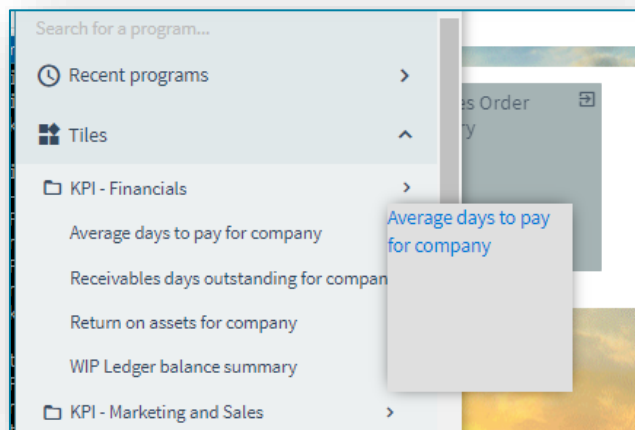 Search for a program...
Recent programs
es Order
ry
Tiles
KPI - Financials
Average days to pay for company
Average days to pay
for company
Receivables days outstanding for compan
Return on assets for company
WIP Ledger balance summary
KPI - Marketing and Sales